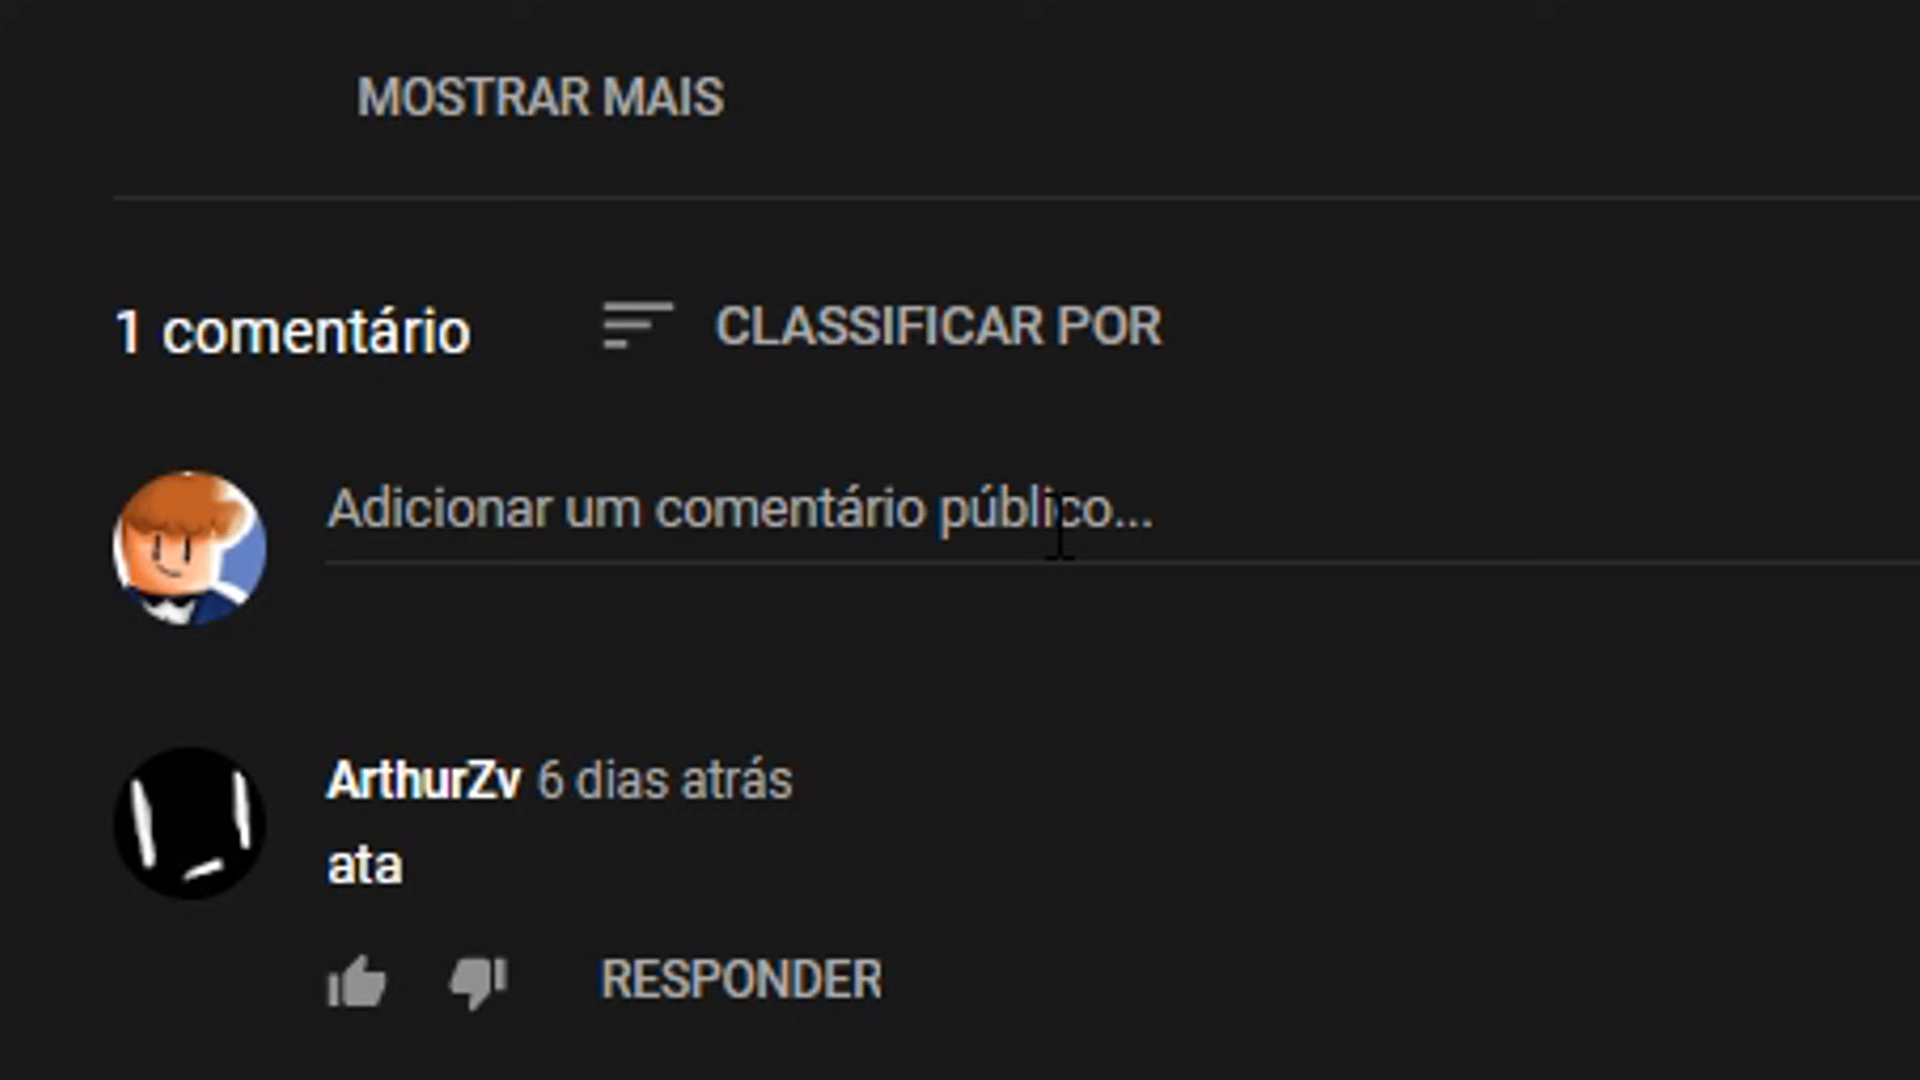 MOSTRAR MAIS
1 comentário CLASSIFICAR POR
Adicionar um comentário público...
ArthurZv 6 dias atrás
ata
RESPONDER